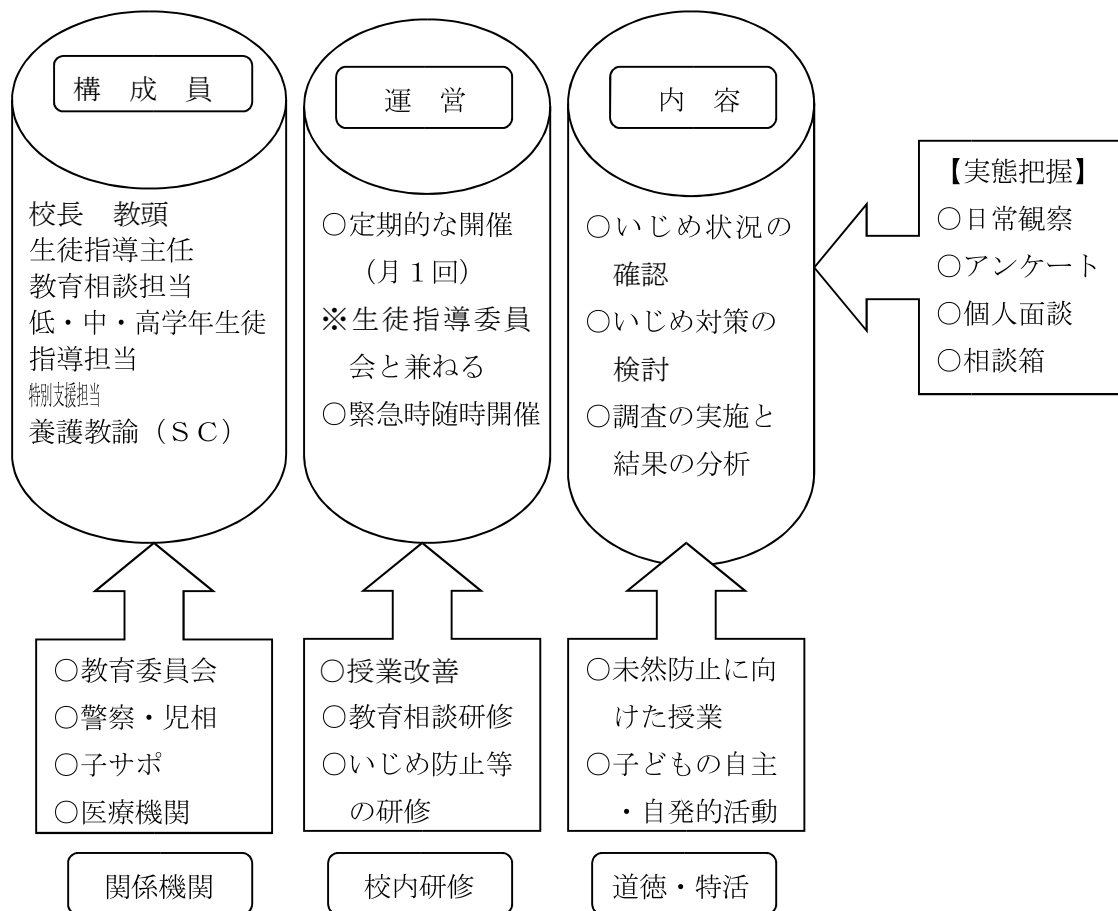 構　成　員
校長　教頭
生徒指導主任
教育相談担当
低・中・高学年生徒
指導担当
特別支援担当
養護教諭（ＳＣ）
運　営
○定期的な開催
（月１回）
※生徒指導委員
会と兼ねる
○緊急時随時開催
内　容
○いじめ状況の
確認
○いじめ対策の
検討
○調査の実施と
結果の分析
【実態把握】
○日常観察
○アンケート
○個人面談
○相談箱
○教育委員会
○警察・児相
○子サポ
○医療機関
関係機関
○授業改善
○教育相談研修
○いじめ防止等
の研修
校内研修
○未然防止に向
けた授業
○子どもの自主
・自発的活動
道徳・特活